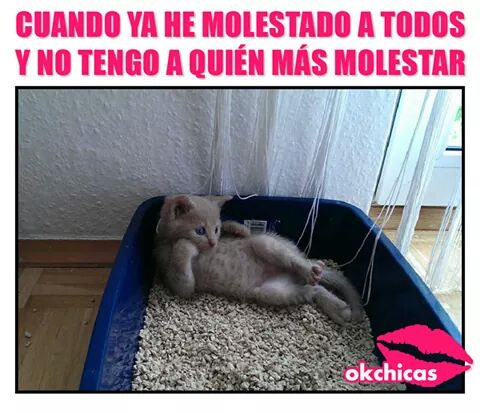 CUANDO YA HE MOLESTADO A TODOS
Y NO TENGO A QUIÉN MÁS MOLESTAR
okchicas